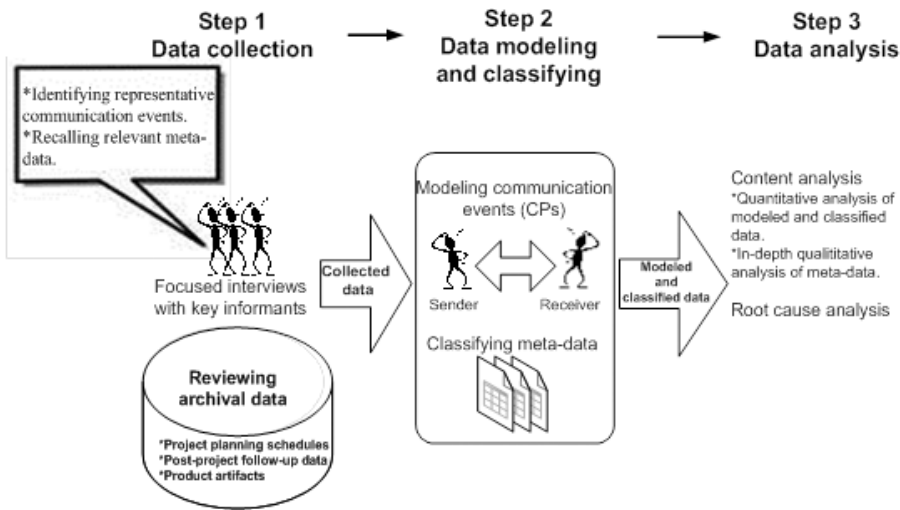 Step 1
Data collection
Step 2
Data modeling
and classifying
Step 3
Data analysis
*Identifying representative
communication events.
*Recalling relevant meta-
data.
Focused interviews
with key informants
Reviewing
archival data
*Project planning schedules
*Post-project follow-up data
*Product artifacts
Collected
data
Modeling communication
events (CPs)
Sender
Receiver
Classifying meta-data
Modeled
and
classified data
Content analysis
*Quantitative analysis of
modeled and classified
data.
*In-depth qualititative
analysis of meta-data.
Root cause analysis